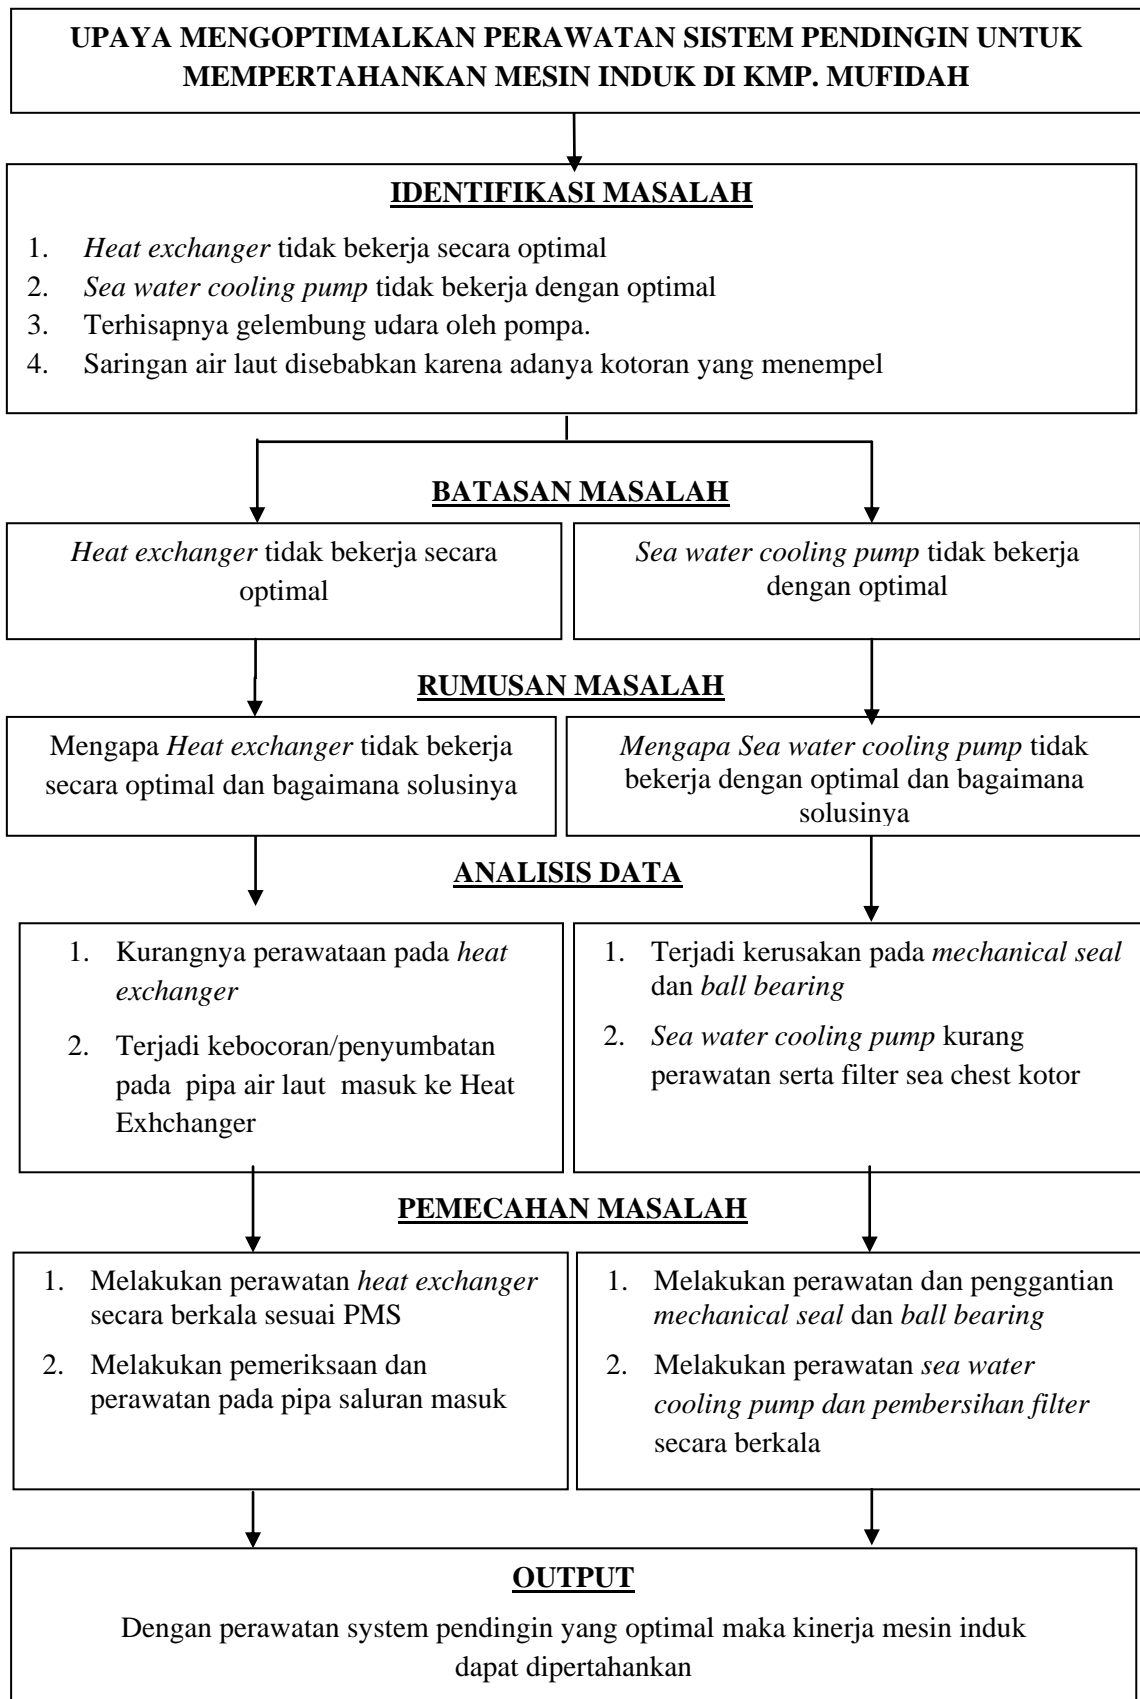 UPAYA MENGOPTIMALKAN PERAWATAN SISTEM PENDINGIN UNTUK
MEMPERTAHANKAN MESIN INDUK DI KMP. MUFIDAH
IDENTIFIKASI MASALAH
1. Heat exchanger tidak bekerja secara optimal
2. Sea water cooling pump tidak bekerja dengan optimal
3. Terhisapnya gelembung udara oleh pompa.
4. Saringan air laut disebabkan karena adanya kotoran yang menempel
BATASAN MASALAH
Heat exchanger tidak bekerja secara
optimal
Sea water cooling pump tidak bekerja
dengan optimal
RUMUSAN MASALAH
Mengapa Heat exchanger tidak bekerja
secara optimal dan bagaimana solusinya
Mengapa Sea water cooling pump tidak
bekerja dengan optimal dan bagaimana
solusinya
ANALISIS DATA
1. Kurangnya perawataan pada heat
exchanger
2. Terjadi kebocoran/penyumbatan
pada pipa air laut masuk ke Heat
Exhchanger
1. Terjadi kerusakan pada mechanical seal
dan ball bearing
2. Sea water cooling pump kurang
perawatan serta filter sea chest kotor
PEMECAHAN MASALAH
1. Melakukan perawatan heat exchanger
secara berkala sesuai PMS
2. Melakukan pemeriksaan dan
perawatan pada pipa saluran masuk
1. Melakukan perawatan dan penggantian
mechanical seal dan ball bearing
2. Melakukan perawatan sea water
cooling pump dan pembersihan filter
secara berkala
OUTPUT
Dengan perawatan system pendingin yang optimal maka kinerja mesin induk
dapat dipertahankan